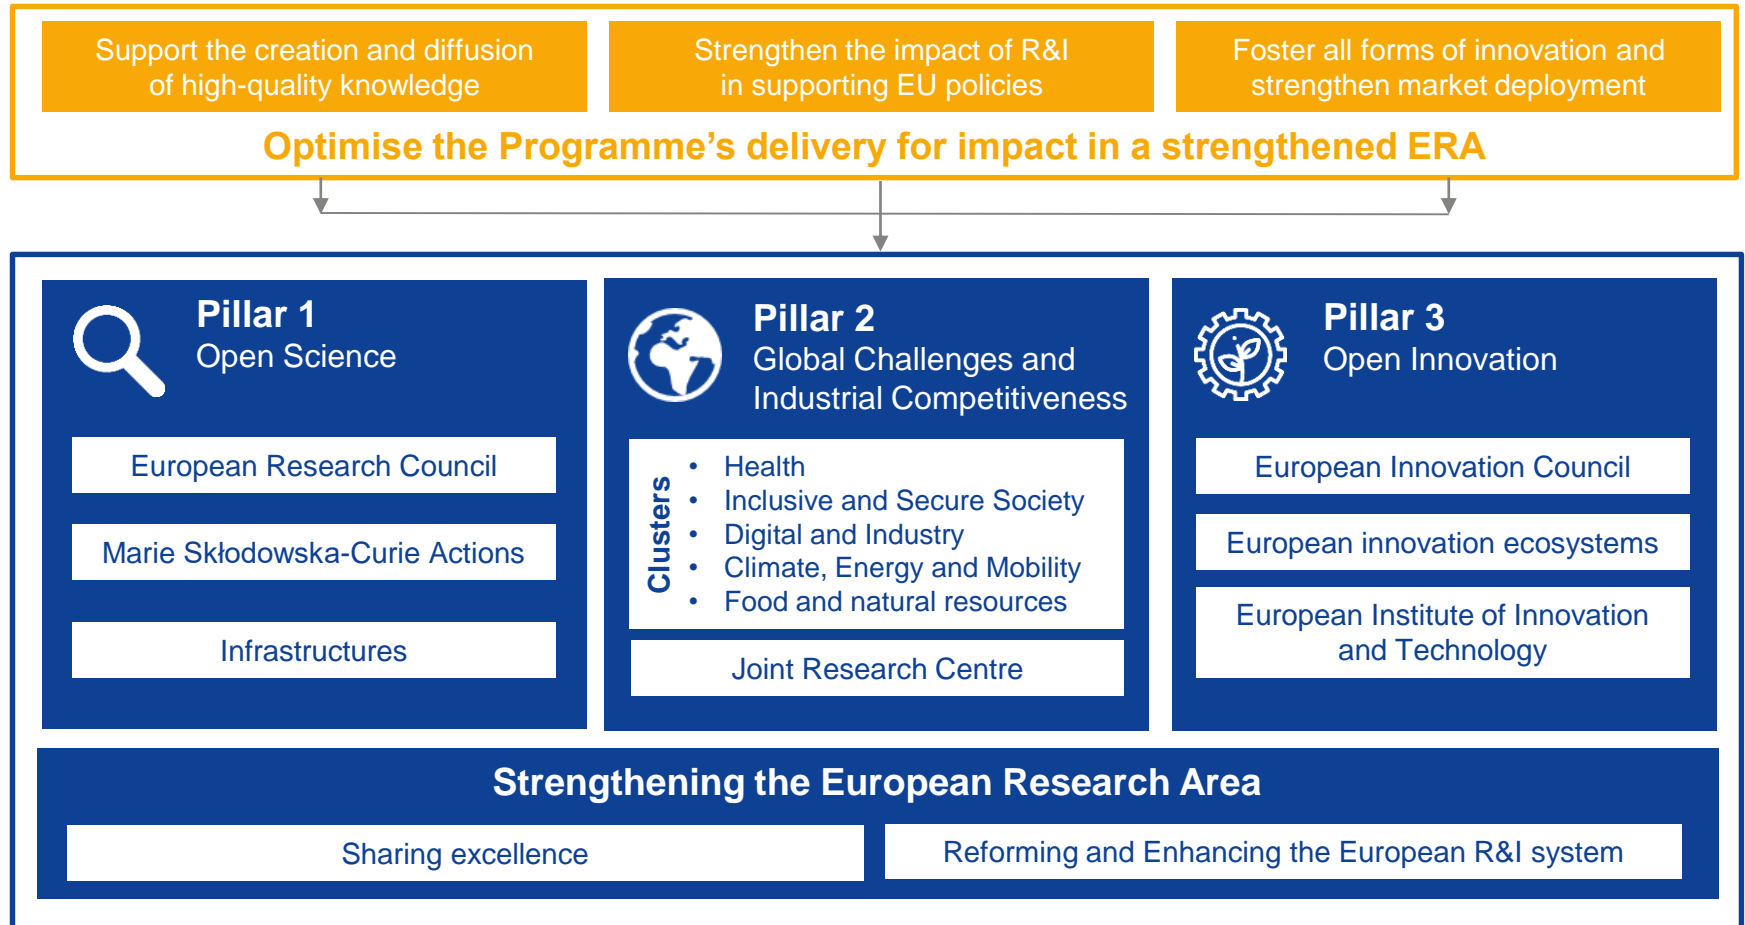 Support the creation and diffusion
of high-quality knowledge
Strengthen the impact of R&I
in supporting EU policies
Foster all forms of innovation and
strengthen market deployment
Optimise the Programme’s delivery for impact in a strengthened ERA
Pillar 1
Open Science
European Research Council
Marie Skłodowska-Curie Actions
Infrastructures
Pillar 2
Global Challenges and
Industrial Competitiveness
Clusters
• Health
• Inclusive and Secure Society
• Digital and Industry
• Climate, Energy and Mobility
• Food and natural resources
Joint Research Centre
Pillar 3
Open Innovation
European Innovation Council
European innovation ecosystems
European Institute of Innovation
and Technology
Strengthening the European Research Area
Sharing excellence
Reforming and Enhancing the European R&I system